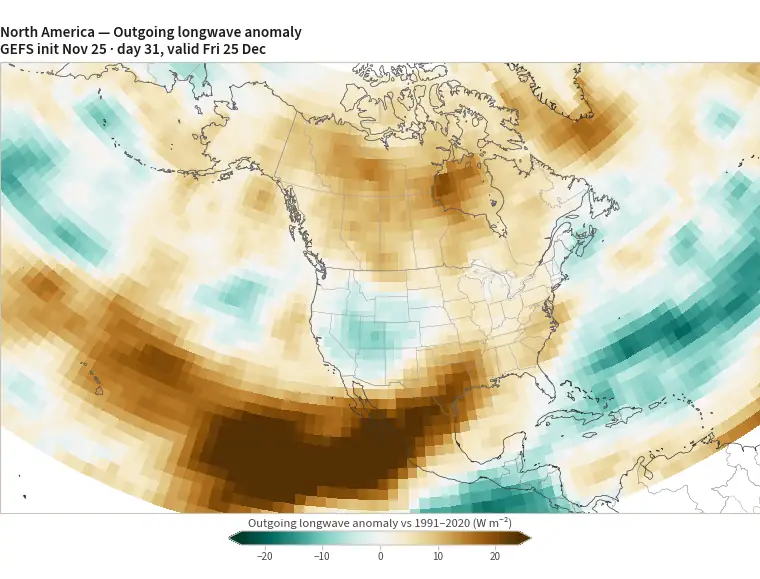 North America — Outgoing longwave anomaly
GEFS init Nov 25 · day 31, valid Fri 25 Dec
Outgoing longwave anomaly vs 1991–2020 (W m⁻²)
−20 −10 0 10 20